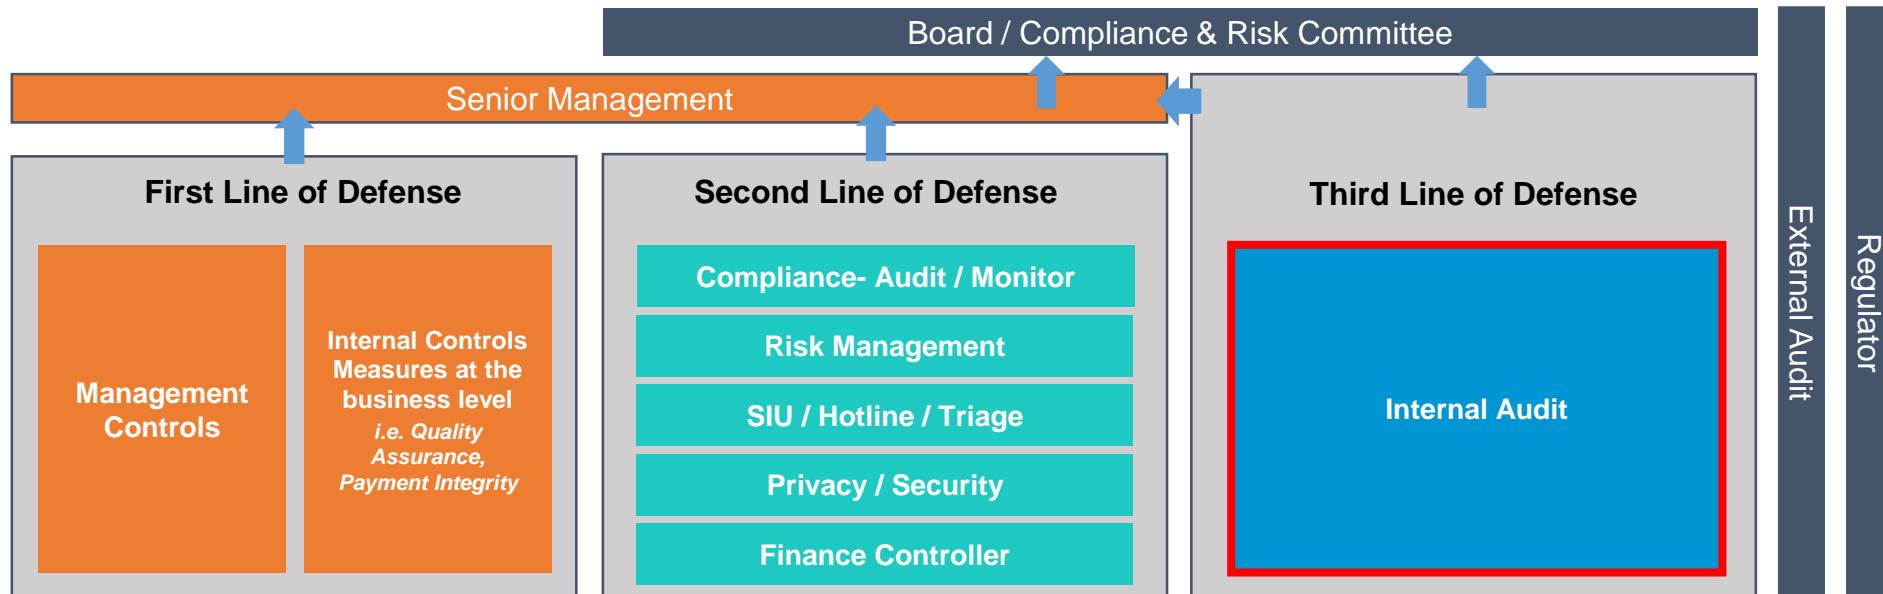 Board / Compliance & Risk Committee
Senior Management
First Line of Defense
Management
Controls
Internal Controls
Measures at the
business level
i.e. Quality
Assurance,
Payment Integrity
Second Line of Defense
Compliance- Audit / Monitor
Risk Management
SIU / Hotline / Triage
Privacy / Security
Finance Controller
Third Line of Defense
Internal Audit
External Audit
Regulator